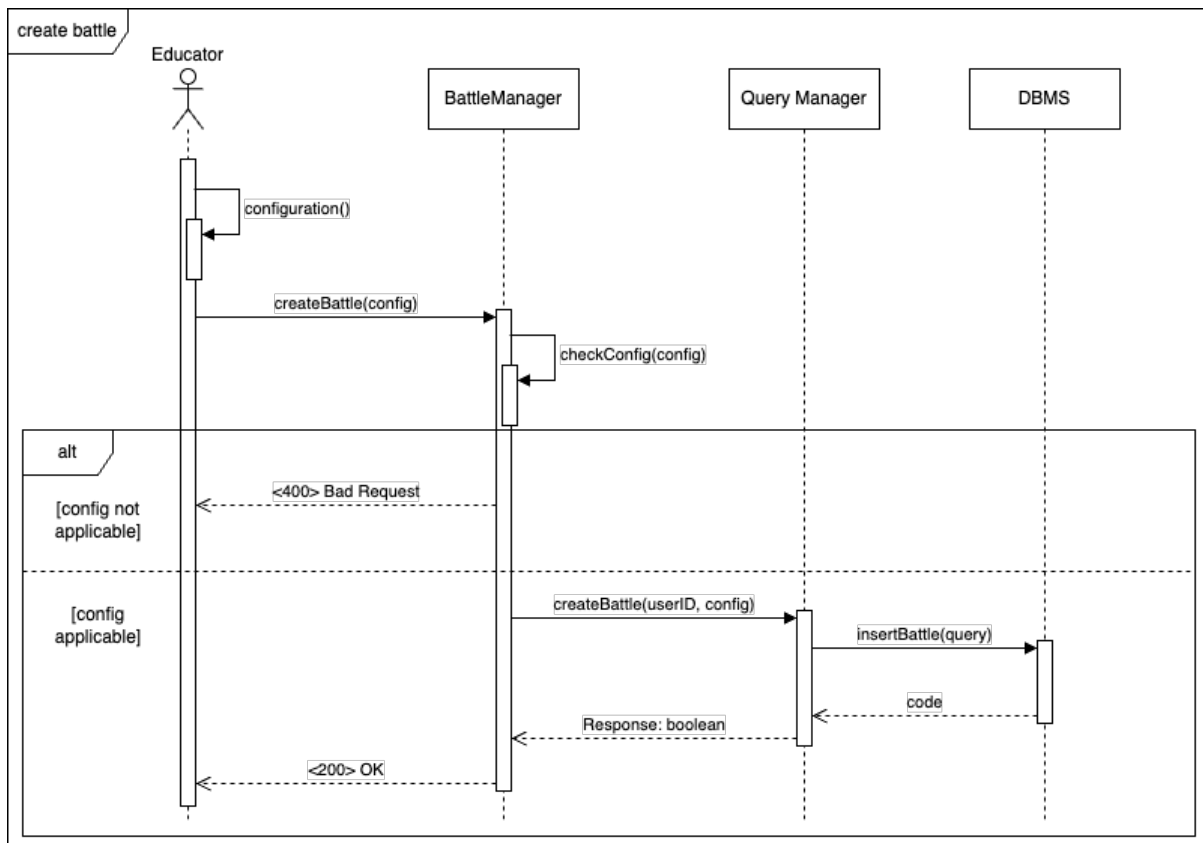 create battle
Educator
BattleManager
Query Manager
DBMS
configuration()
createBattle(config)
checkConfig(config)
alt
<400> Bad Request
[config not
applicable]
[config
applicable]
createBattle(userID, config)
insertBattle(query)
code
Response: boolean
<200> OK